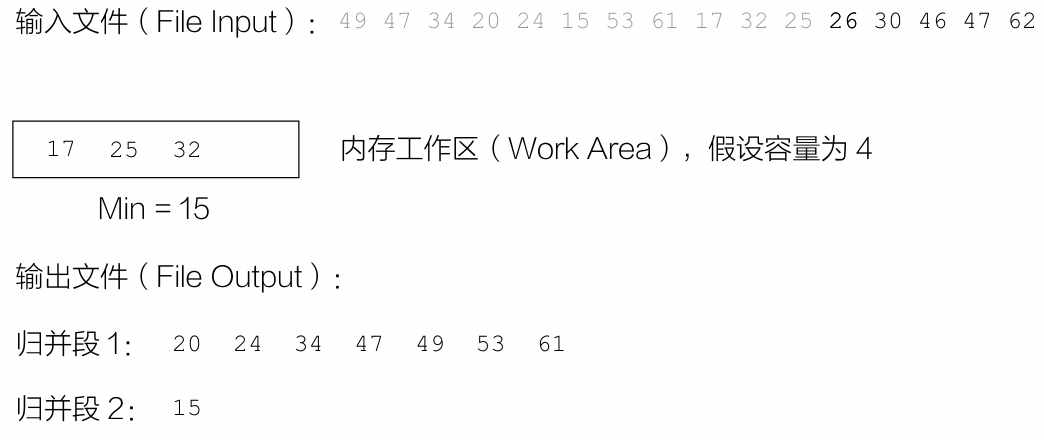 输入文件（File Input）： 49 47 34 20 24 15 53 61 17 32 25 26 30 46 47 62
17 25 32 内存工作区（Work Area），假设容量为 4
Min = 15
输出文件（File Output）：
归并段 1： 20 24 34 47 49 53 61
归并段 2： 15